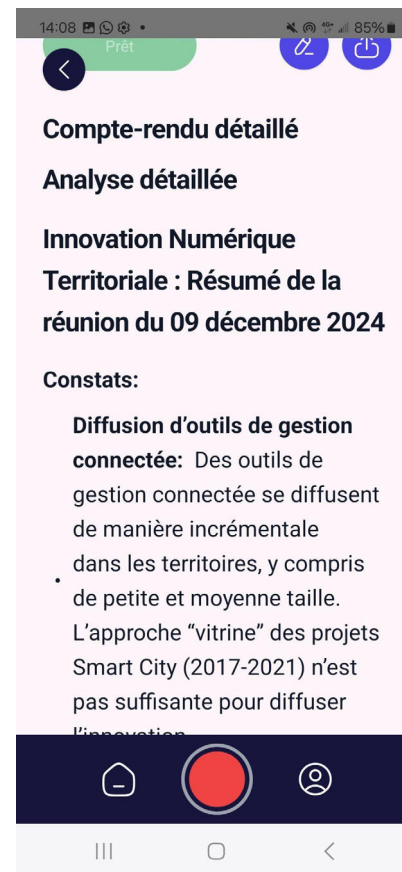 14:08
85%
Prêt
Compte-rendu détaillé
Analyse détaillée
Innovation Numérique
Territoriale : Résumé de la
réunion du 09 décembre 2024
Constats:
Diffusion d’outils de gestion
connectée: Des outils de
gestion connectée se diffusent
de manière incrémentale
dans les territoires, y compris
de petite et moyenne taille.
L’approche “vitrine” des projets
Smart City (2017-2021) n’est
pas suffisante pour diffuser
l’innovation